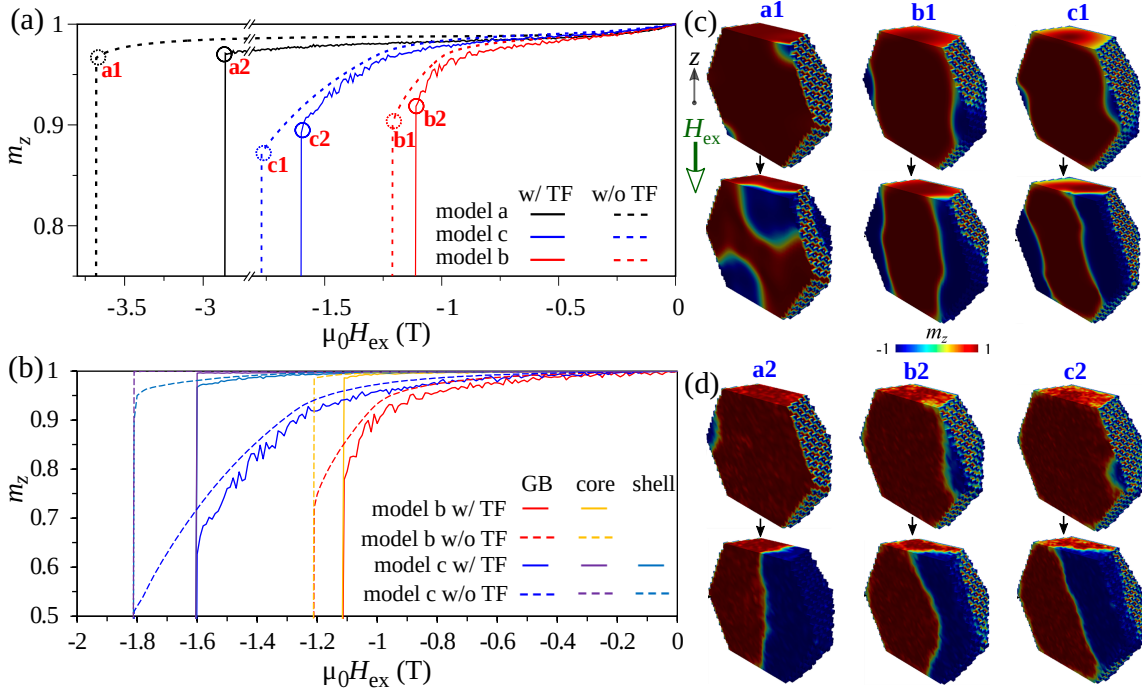 (a)
1
0.9
0.8
m_z
a1
a2
c2
c1
b1
b2
w/ TF w/o TF
model a
model c
model b
-3.5 -3 -1.5 -1 -0.5 0
μ₀H_ex (T)
(b)
1
0.9
0.8
0.7
0.6
0.5
m_z
GB core shell
model b w/ TF
model b w/o TF
model c w/ TF
model c w/o TF
-2 -1.8 -1.6 -1.4 -1.2 -1 -0.8 -0.6 -0.4 -0.2 0
μ₀H_ex (T)
(c)
a1 b1 c1
z
H_ex
-1 m_z 1
(d)
a2 b2 c2